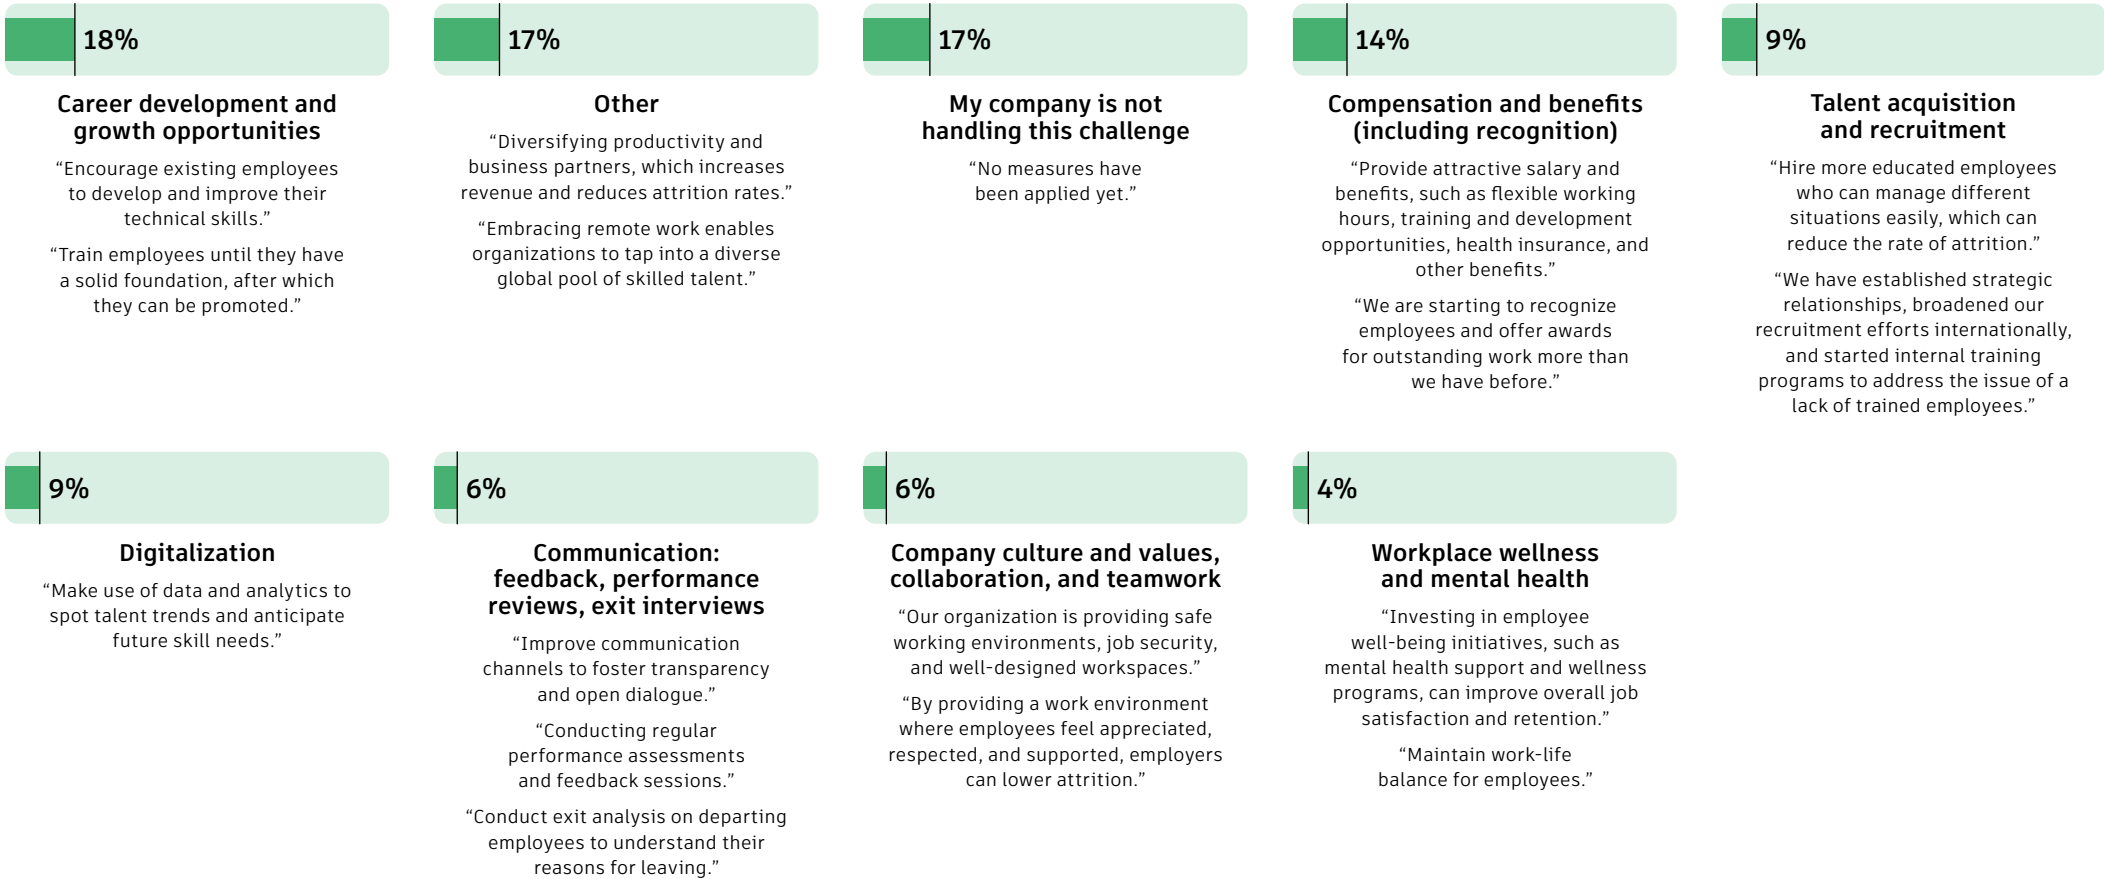 18%
Career development and
growth opportunities
“Encourage existing employees
to develop and improve their
technical skills.”
“Train employees until they have
a solid foundation, after which
they can be promoted.”
17%
Other
“Diversifying productivity and
business partners, which increases
revenue and reduces attrition rates.”
“Embracing remote work enables
organizations to tap into a diverse
global pool of skilled talent.”
17%
My company is not
handling this challenge
“No measures have
been applied yet.”
14%
Compensation and benefits
(including recognition)
“Provide attractive salary and
benefits, such as flexible working
hours, training and development
opportunities, health insurance, and
other benefits.”
“We are starting to recognize
employees and offer awards
for outstanding work more than
we have before.”
9%
Talent acquisition
and recruitment
“Hire more educated employees
who can manage different
situations easily, which can
reduce the rate of attrition.”
“We have established strategic
relationships, broadened our
recruitment efforts internationally,
and started internal training
programs to address the issue of a
lack of trained employees.”
9%
Digitalization
“Make use of data and analytics to
spot talent trends and anticipate
future skill needs.”
6%
Communication:
feedback, performance
reviews, exit interviews
“Improve communication
channels to foster transparency
and open dialogue.”
“Conducting regular
performance assessments
and feedback sessions.”
“Conduct exit analysis on departing
employees to understand their
reasons for leaving.”
6%
Company culture and values,
collaboration, and teamwork
“Our organization is providing safe
working environments, job security,
and well-designed workspaces.”
“By providing a work environment
where employees feel appreciated,
respected, and supported, employers
can lower attrition.”
4%
Workplace wellness
and mental health
“Investing in employee
well-being initiatives, such as
mental health support and wellness
programs, can improve overall job
satisfaction and retention.”
“Maintain work-life
balance for employees.”